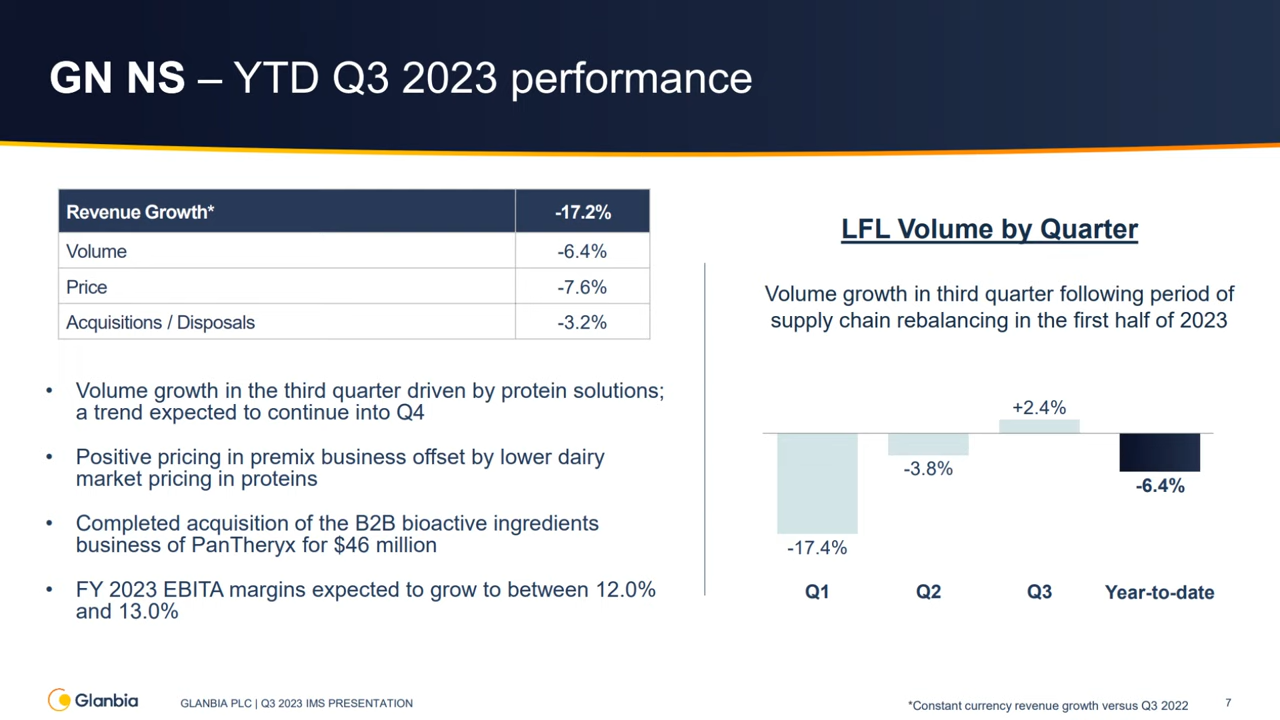 GN NS – YTD Q3 2023 performance
Revenue Growth* -17.2%
Volume -6.4%
Price -7.6%
Acquisitions / Disposals -3.2%
• Volume growth in the third quarter driven by protein solutions;
a trend expected to continue into Q4
• Positive pricing in premix business offset by lower dairy
market pricing in proteins
• Completed acquisition of the B2B bioactive ingredients
business of PanTheryx for $46 million
• FY 2023 EBITA margins expected to grow to between 12.0%
and 13.0%
LFL Volume by Quarter
Volume growth in third quarter following period of
supply chain rebalancing in the first half of 2023
+2.4%
-3.8%
-6.4%
-17.4%
Q1 Q2 Q3 Year-to-date
Glanbia
GLANBIA PLC | Q3 2023 IMS PRESENTATION
*Constant currency revenue growth versus Q3 2022
7